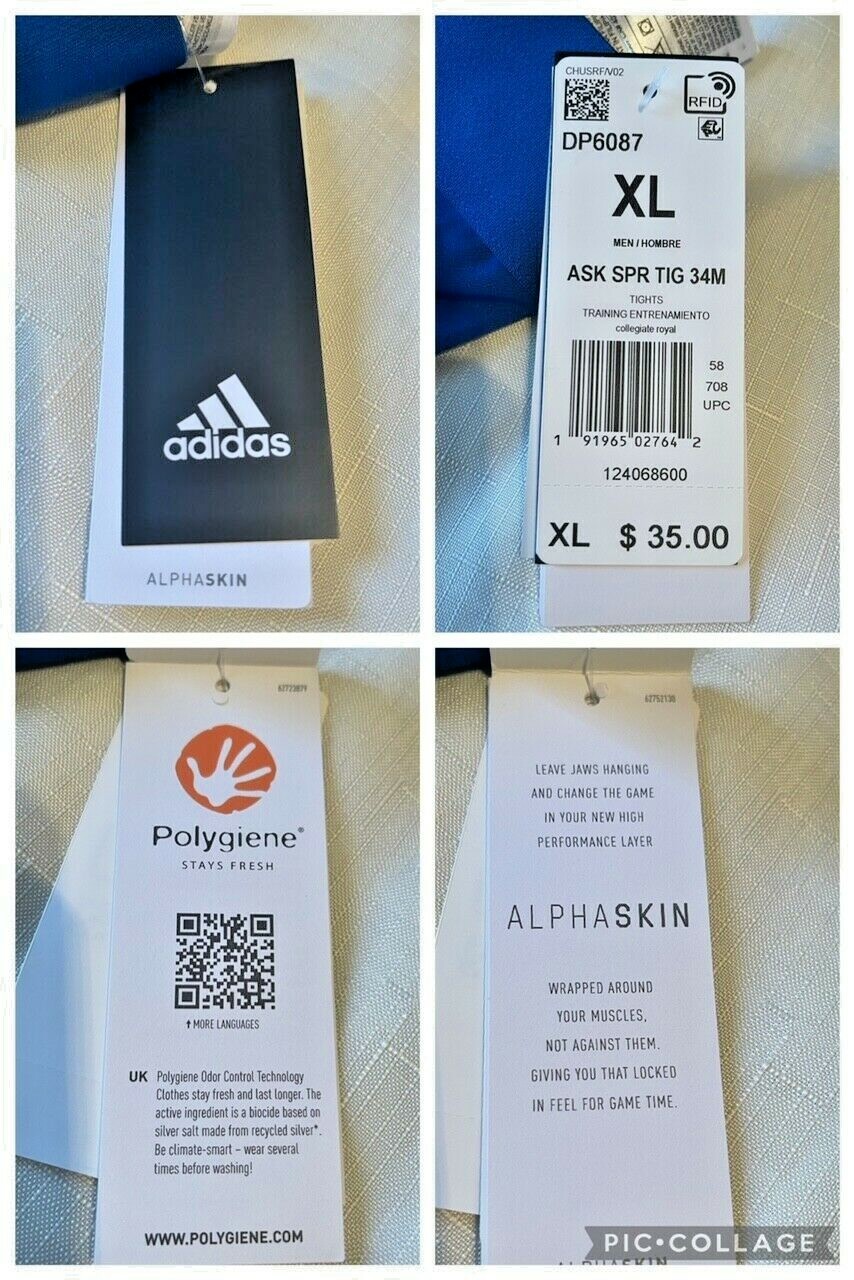 adidas
ALPHASKIN
CHUSRF/V02
RFID
DP6087
XL
MEN / HOMBRE
ASK SPR TIG 34M
TIGHTS
TRAINING ENTRENAMIENTO
collegiate royal
58
708
UPC
1 91965 02764 2
124068600
XL $ 35.00
62723879
Polygiene®
STAYS FRESH
↑ MORE LANGUAGES
UK Polygiene Odor Control Technology
Clothes stay fresh and last longer. The
active ingredient is a biocide based on
silver salt made from recycled silver*.
Be climate-smart – wear several
times before washing!
WWW.POLYGIENE.COM
62752138
LEAVE JAWS HANGING
AND CHANGE THE GAME
IN YOUR NEW HIGH
PERFORMANCE LAYER
ALPHASKIN
WRAPPED AROUND
YOUR MUSCLES,
NOT AGAINST THEM.
GIVING YOU THAT LOCKED
IN FEEL FOR GAME TIME.
ALPHASKIN
PIC•COLLAGE